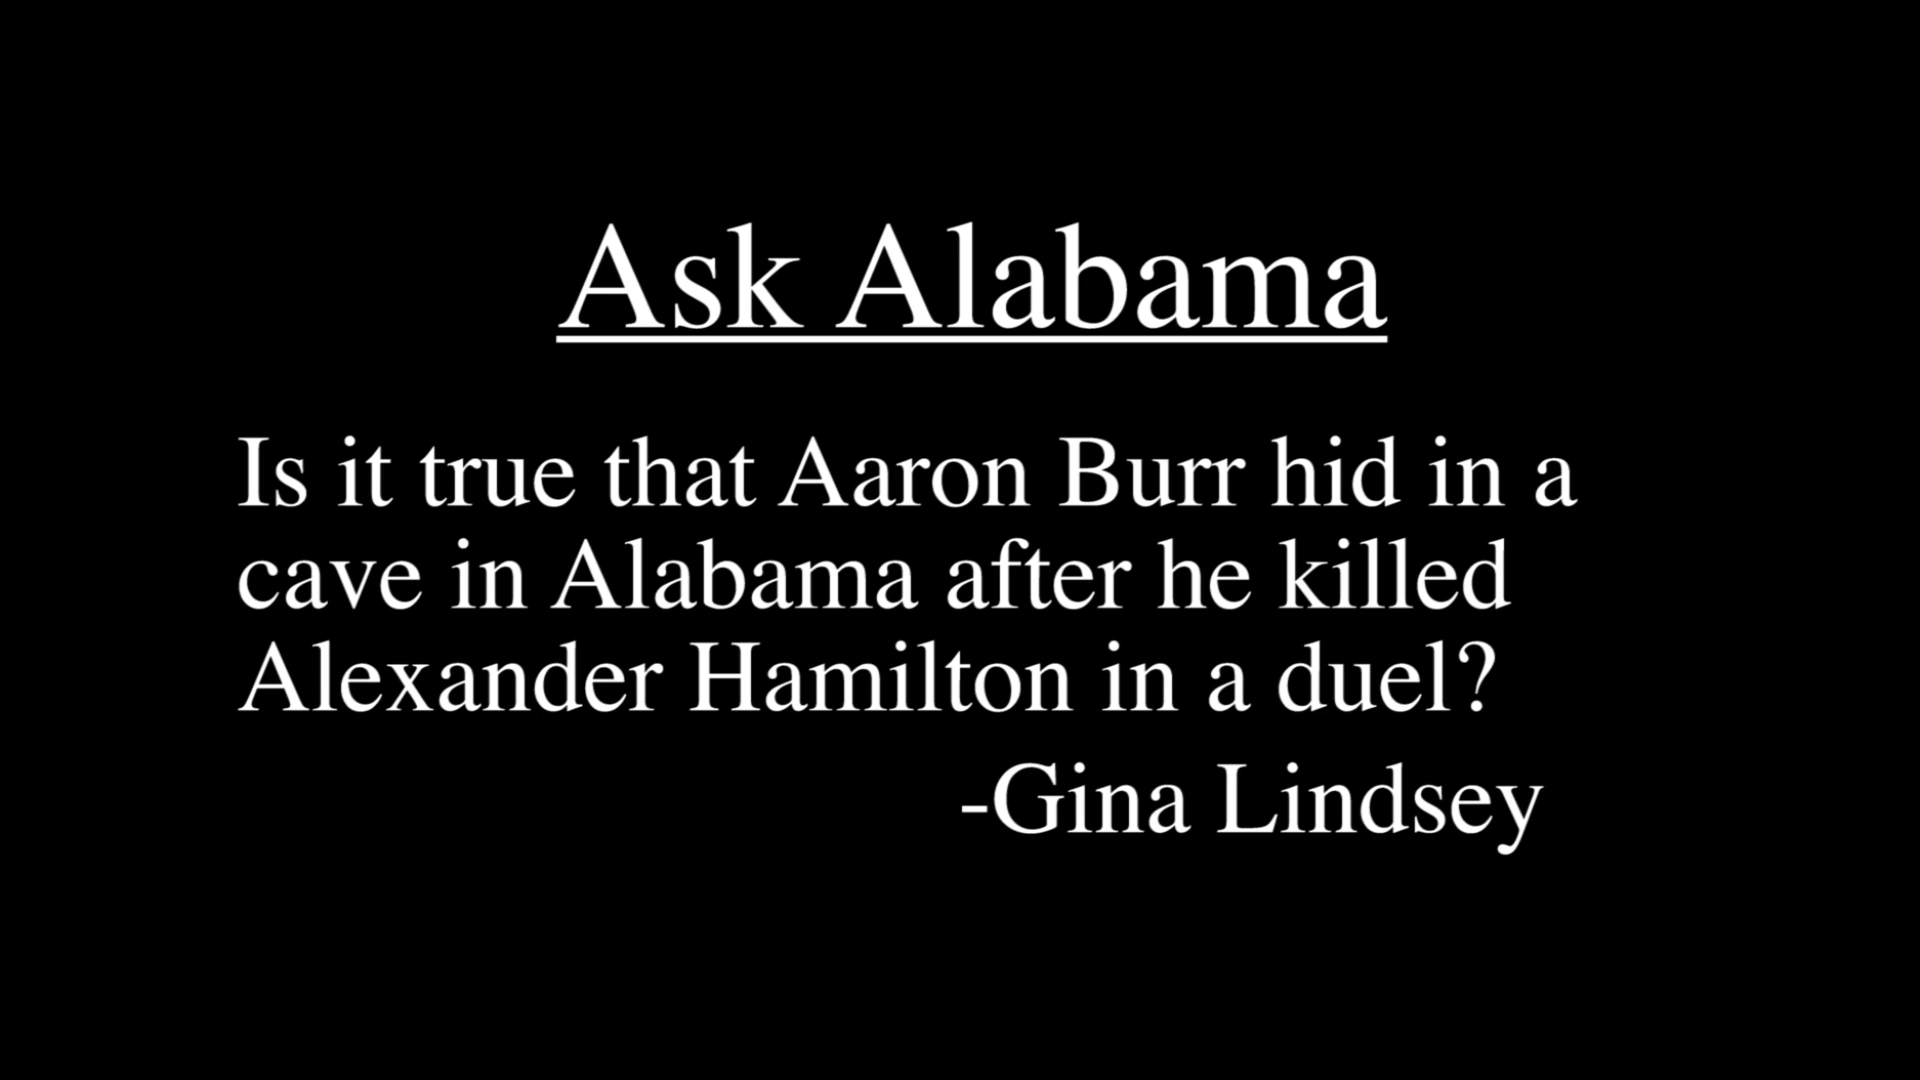 Ask Alabama
Is it true that Aaron Burr hid in a
cave in Alabama after he killed
Alexander Hamilton in a duel?
-Gina Lindsey